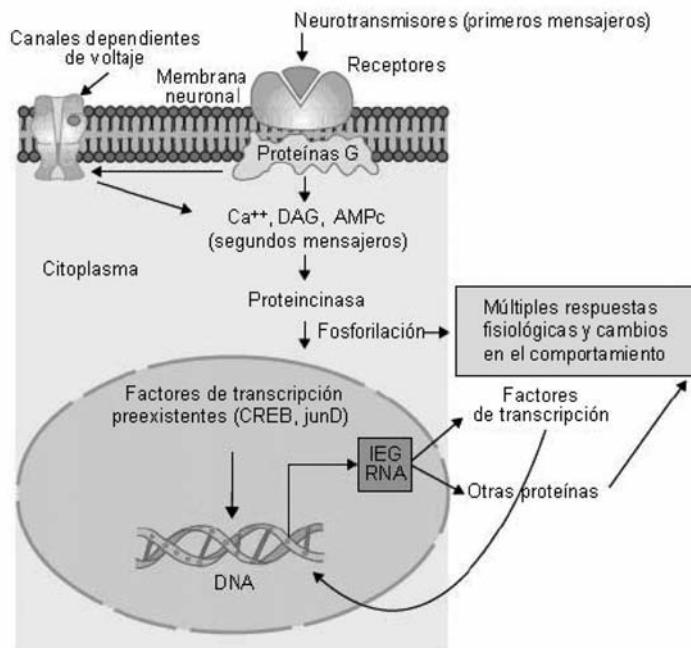 Neurotransmisores (primeros mensajeros)
Canales dependientes
de voltaje
Membrana
neuronal
Receptores
Proteínas G
Ca++, DAG, AMPc
(segundos mensajeros)
Citoplasma
Proteincinasa
Fosforilación
Múltiples respuestas
fisiológicas y cambios
en el comportamiento
Factores de transcripción
preexistentes (CREB, junD)
Factores
de transcripción
IEG
RNA
Otras proteínas
DNA